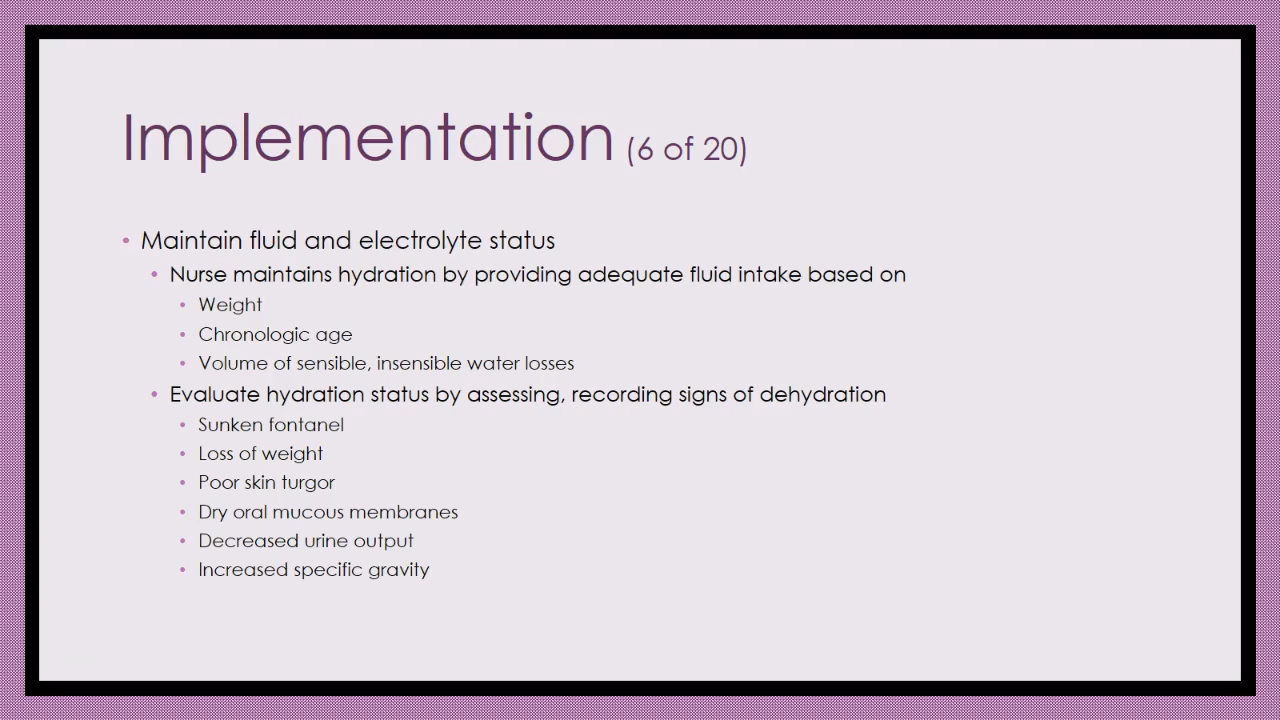 Implementation (6 of 20)
• Maintain fluid and electrolyte status
• Nurse maintains hydration by providing adequate fluid intake based on
• Weight
• Chronologic age
• Volume of sensible, insensible water losses
• Evaluate hydration status by assessing, recording signs of dehydration
• Sunken fontanel
• Loss of weight
• Poor skin turgor
• Dry oral mucous membranes
• Decreased urine output
• Increased specific gravity